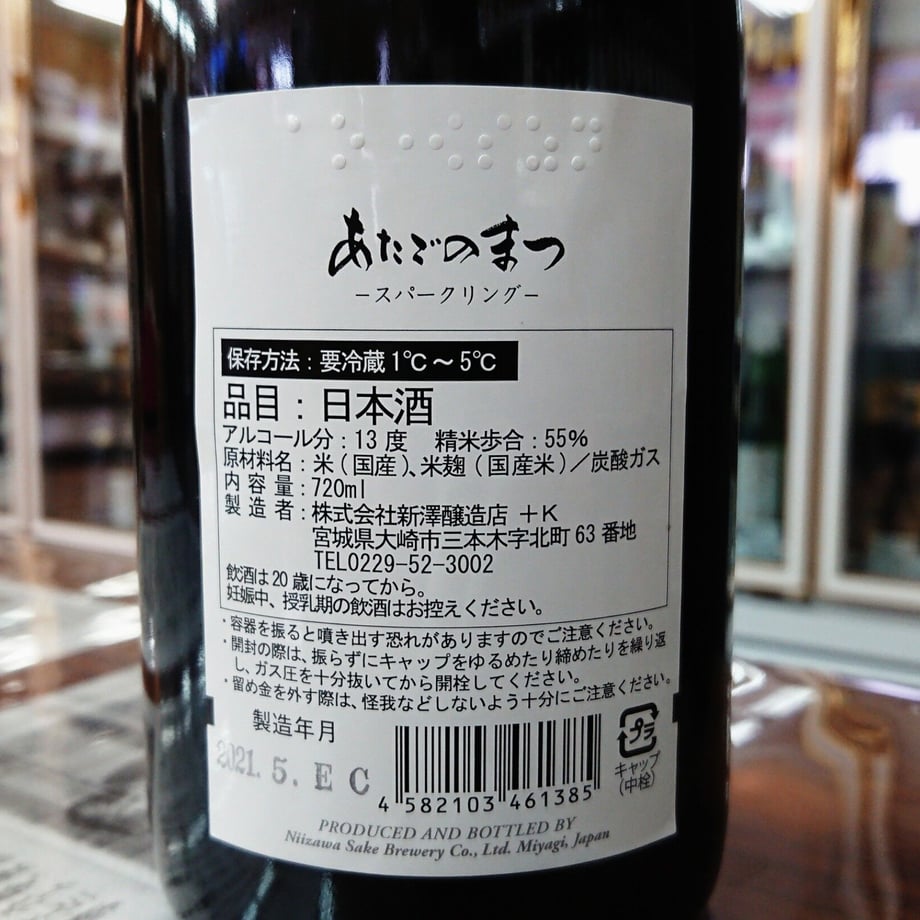 あたごのまつ
−スパークリング−
保存方法：要冷蔵1℃～5℃
品目：日本酒
アルコール分：13度　精米歩合：55%
原材料名：米（国産）、米麹（国産米）／炭酸ガス
内容量：720ml
製造者：株式会社新澤醸造店 +K
宮城県大崎市三本木字北町63番地
TEL0229-52-3002
飲酒は20歳になってから。
妊娠中、授乳期の飲酒はお控えください。
・容器を振ると噴き出す恐れがありますのでご注意ください。
・開封の際は、振らずにキャップをゆるめたり締めたりを繰り返
し、ガス圧を十分抜いてから開栓してください。
・留め金を外す際は、怪我などしないよう十分にご注意ください。
製造年月
2021.5.EC
4 582103 461385
プラ
キャップ
（中栓）
PRODUCED AND BOTTLED BY
Niizawa Sake Brewery Co., Ltd. Miyagi, Japan